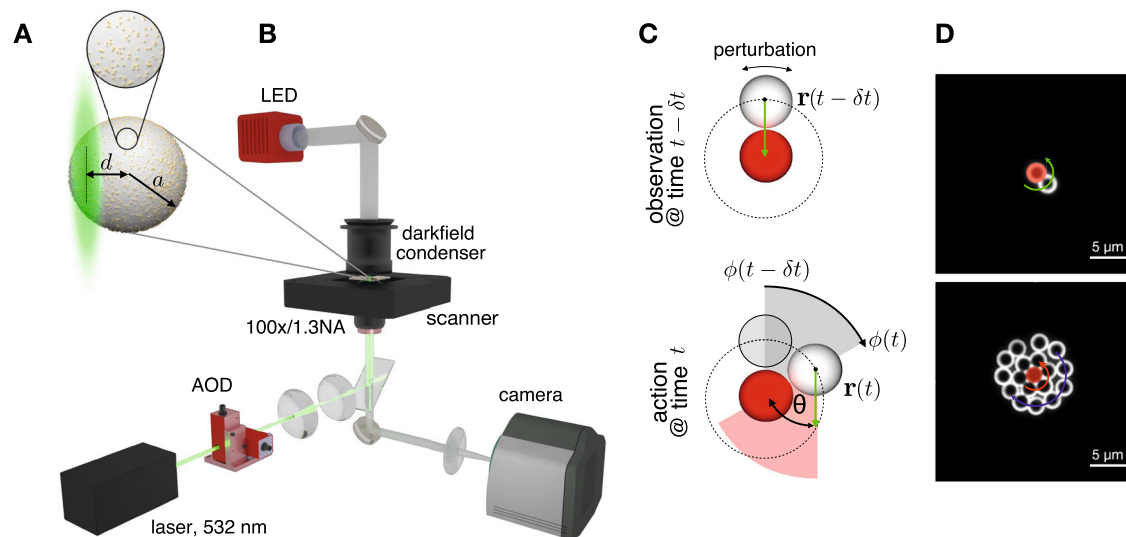 A
d
a
B
LED
darkfield
condenser
scanner
100x/1.3NA
AOD
camera
laser, 532 nm
C
perturbation
r(t − δt)
observation
@ time t − δt
ϕ(t − δt)
ϕ(t)
r(t)
θ
action
@ time t
D
5 µm
5 µm